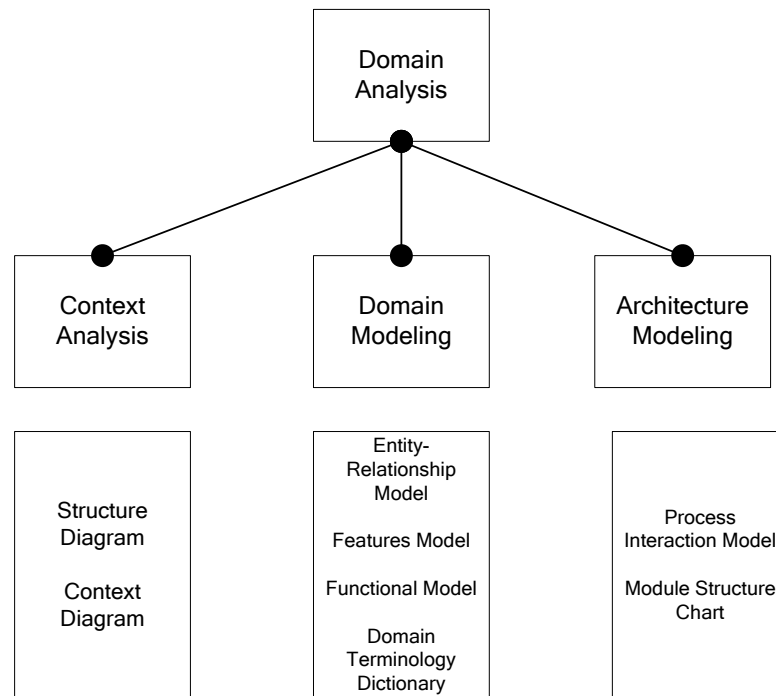 Domain
Analysis
Context
Analysis
Domain
Modeling
Architecture
Modeling
Structure
Diagram
Context
Diagram
Entity-
Relationship
Model
Features Model
Functional Model
Domain
Terminology
Dictionary
Process
Interaction Model
Module Structure
Chart